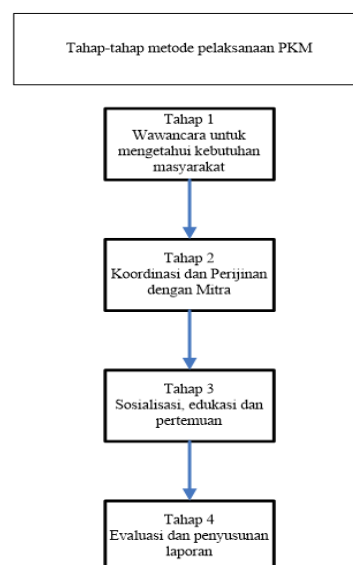 Tahap-tahap metode pelaksanaan PKM
Tahap 1
Wawancara untuk
mengetahui kebutuhan
masyarakat
Tahap 2
Koordinasi dan Perijinan
dengan Mitra
Tahap 3
Sosialisasi, edukasi dan
pertemuan
Tahap 4
Evaluasi dan penyusunan
laporan